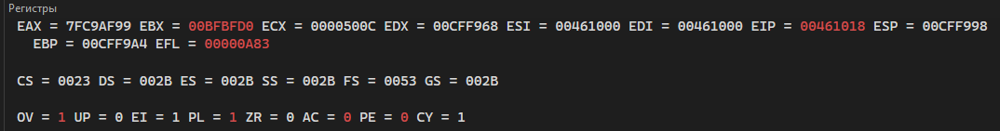 Регистры
EAX = 7FC9AF99 EBX = 00BFBFD0 ECX = 0000500C EDX = 00CFF968 ESI = 00461000 EDI = 00461000 EIP = 00461018 ESP = 00CFF998
EBP = 00CFF9A4 EFL = 00000A83
CS = 0023 DS = 002B ES = 002B SS = 002B FS = 0053 GS = 002B
OV = 1 UP = 0 EI = 1 PL = 1 ZR = 0 AC = 0 PE = 0 CY = 1